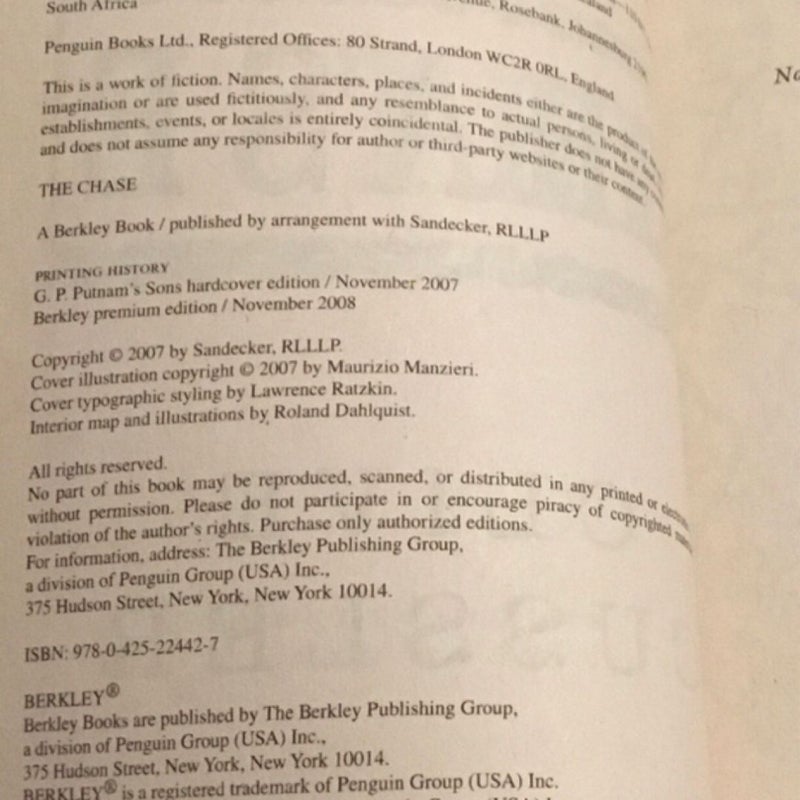 South Africa
Rosebank, Johannesburg
Penguin Books Ltd., Registered Offices: 80 Strand, London WC2R 0RL, England
This is a work of fiction. Names, characters, places, and incidents either are the product of
imagination or are used fictitiously, and any resemblance to actual persons, living or
establishments, events, or locales is entirely coincidental. The publisher does not have any
and does not assume any responsibility for author or third-party websites or their content.
THE CHASE
A Berkley Book / published by arrangement with Sandecker, RLLLP
PRINTING HISTORY
G. P. Putnam's Sons hardcover edition / November 2007
Berkley premium edition / November 2008
Copyright © 2007 by Sandecker, RLLLP.
Cover illustration copyright © 2007 by Maurizio Manzieri.
Cover typographic styling by Lawrence Ratzkin.
Interior map and illustrations by Roland Dahlquist.
All rights reserved.
No part of this book may be reproduced, scanned, or distributed in any printed or
without permission. Please do not participate in or encourage piracy of copyrighted
violation of the author's rights. Purchase only authorized editions.
For information, address: The Berkley Publishing Group,
a division of Penguin Group (USA) Inc.,
375 Hudson Street, New York, New York 10014.
ISBN: 978-0-425-22442-7
BERKLEY®
Berkley Books are published by The Berkley Publishing Group,
a division of Penguin Group (USA) Inc.,
375 Hudson Street, New York, New York 10014.
BERKLEY® is a registered trademark of Penguin Group (USA) Inc.